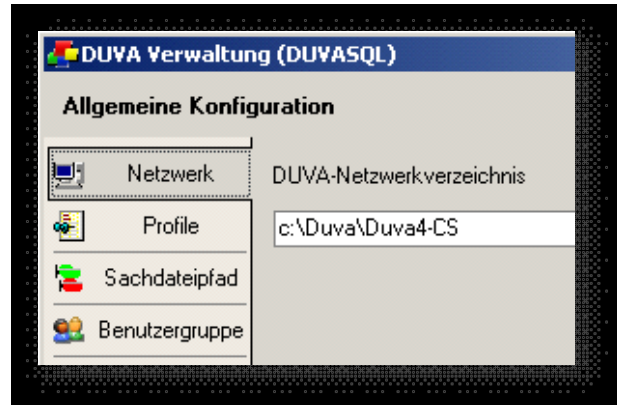 DUVA Verwaltung (DUVASQL)
Allgemeine Konfiguration
Netzwerk
DUVA-Netzwerkverzeichnis
Profile
c:\Duva\Duva4-CS
Sachdateipfad
Benutzergruppe